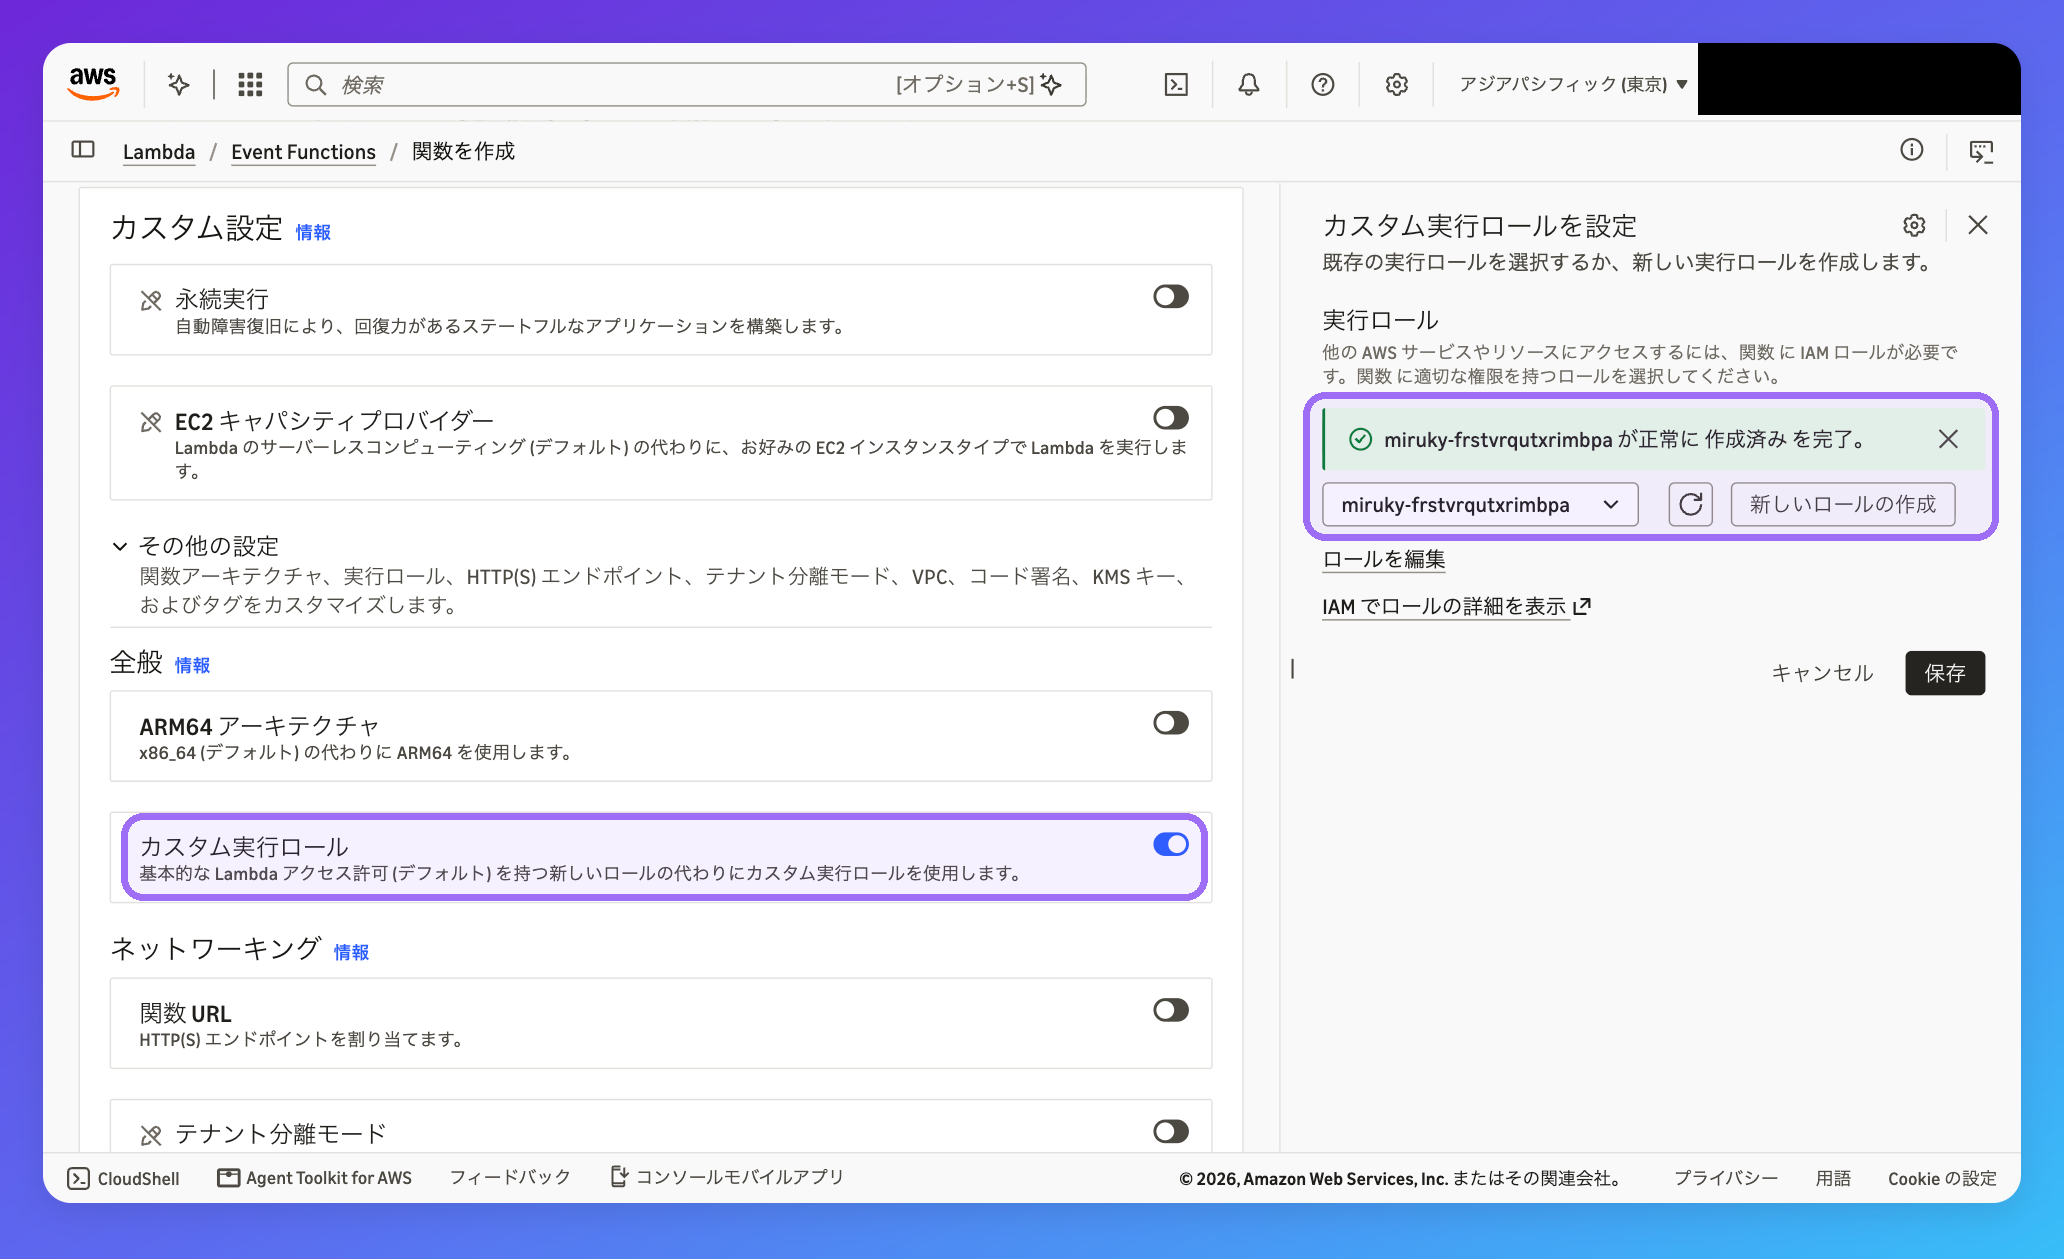 aws
検索
[オプション+S]
アジアパシフィック (東京) ▼
Lambda / Event Functions / 関数を作成
カスタム設定 情報
永続実行
自動障害復旧により、回復力があるステートフルなアプリケーションを構築します。
EC2 キャパシティプロバイダー
Lambda のサーバーレスコンピューティング (デフォルト) の代わりに、お好みの EC2 インスタンスタイプで Lambda を実行しま
す。
その他の設定
関数アーキテクチャ、実行ロール、HTTP(S) エンドポイント、テナント分離モード、VPC、コード署名、KMS キー、
およびタグをカスタマイズします。
全般 情報
ARM64 アーキテクチャ
x86_64 (デフォルト) の代わりに ARM64 を使用します。
カスタム実行ロール
基本的な Lambda アクセス許可 (デフォルト) を持つ新しいロールの代わりにカスタム実行ロールを使用します。
ネットワーキング 情報
関数 URL
HTTP(S) エンドポイントを割り当てます。
テナント分離モード
カスタム実行ロールを設定
既存の実行ロールを選択するか、新しい実行ロールを作成します。
実行ロール
他の AWS サービスやリソースにアクセスするには、関数 に IAM ロールが必要で
す。関数 に適切な権限を持つロールを選択してください。
miruky-frstvrqutxrimbpa が正常に 作成済み を完了。
miruky-frstvrqutxrimbpa
新しいロールの作成
ロールを編集
IAM でロールの詳細を表示
キャンセル
保存
CloudShell
Agent Toolkit for AWS
フィードバック
コンソールモバイルアプリ
© 2026, Amazon Web Services, Inc. またはその関連会社。
プライバシー
用語
Cookie の設定